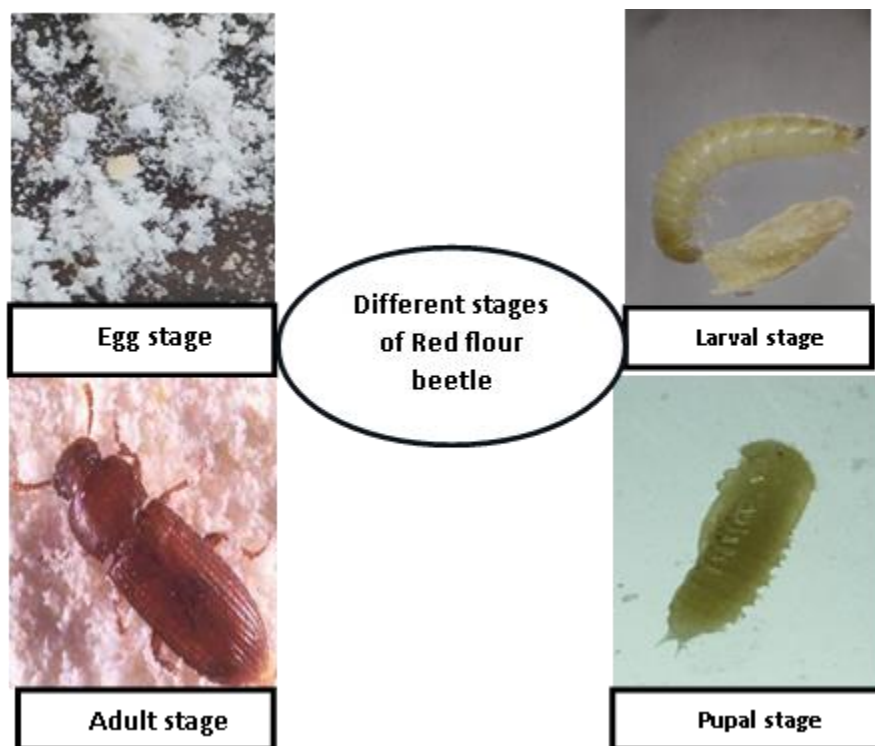 Egg stage
Different stages
of Red flour
beetle
Larval stage
Adult stage
Pupal stage